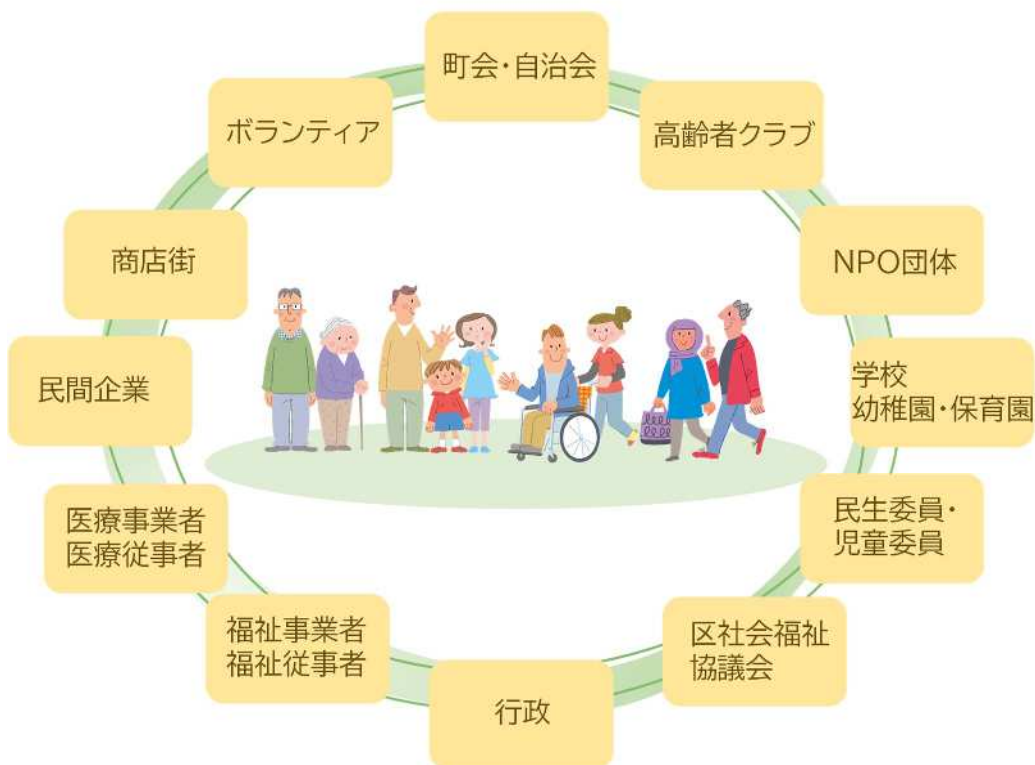 町会・自治会
高齢者クラブ
NPO団体
学校
幼稚園・保育園
民生委員・
児童委員
区社会福祉
協議会
行政
福祉事業者
福祉従事者
医療事業者
医療従事者
民間企業
商店街
ボランティア